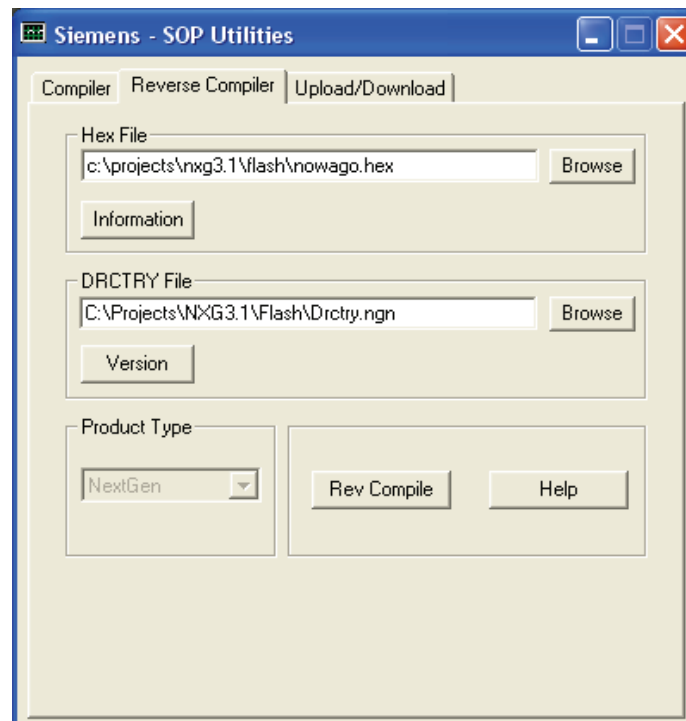 Siemens - SOP Utilities
Compiler Reverse Compiler Upload/Download
Hex File
c:\projects\nxg3.1\flash\nowago.hex Browse
Information
DRCTRY File
C:\Projects\NXG3.1\Flash\Drctry.ngn Browse
Version
Product Type
NextGen Rev Compile Help